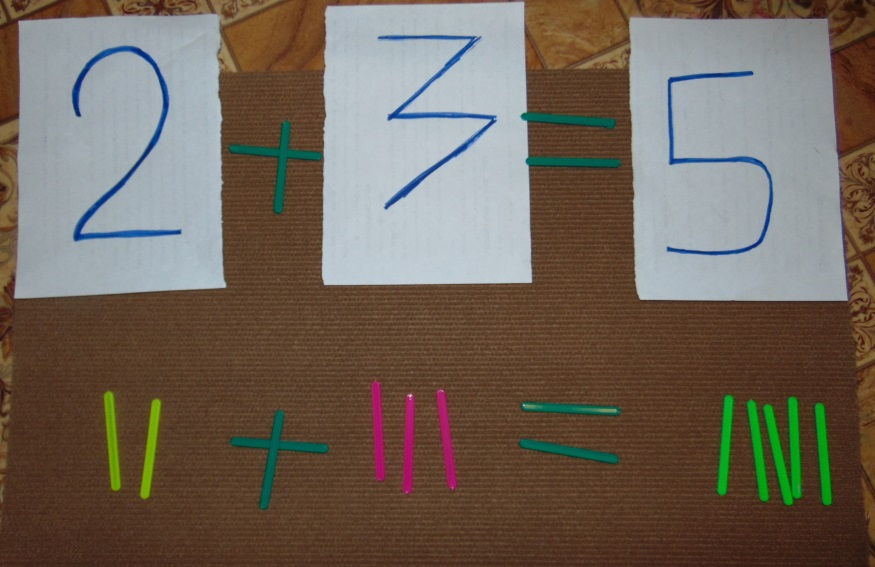 2 + 3 = 5